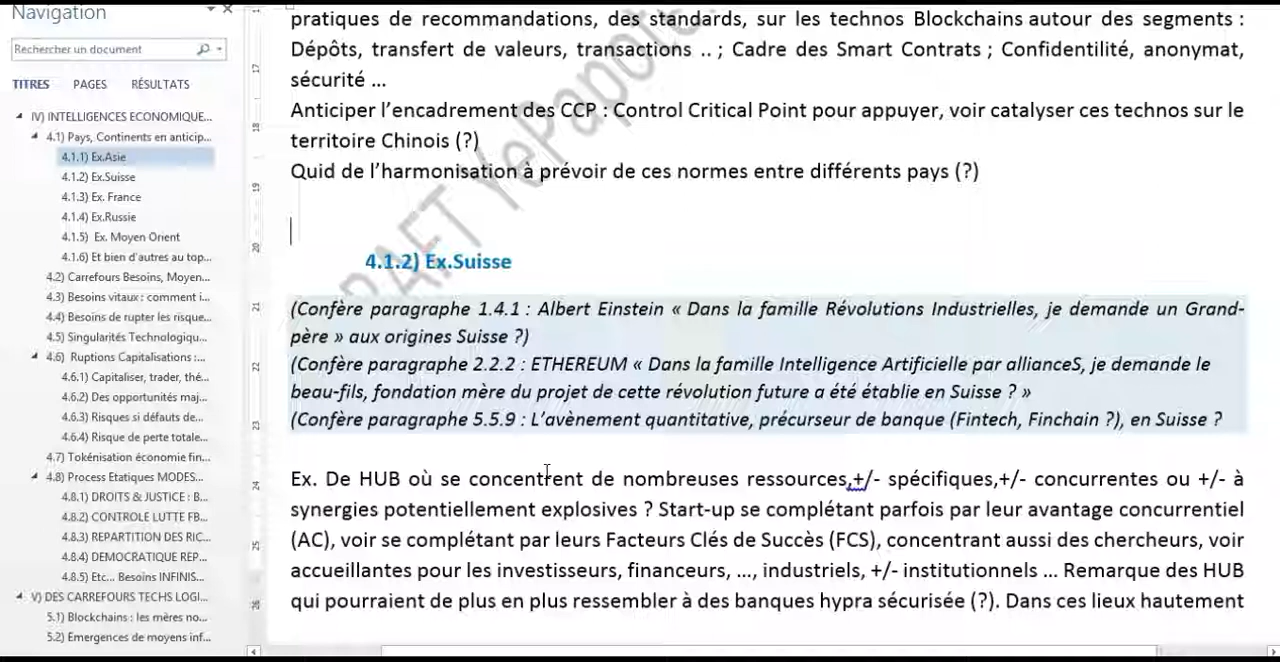 Navigation
Rechercher un document
TITRES PAGES RÉSULTATS
IV) INTELLIGENCES ECONOMIQUE...
4.1) Pays, Continents en anticip...
4.1.1) Ex.Asie
4.1.2) Ex.Suisse
4.1.3) Ex. France
4.1.4) Ex.Russie
4.1.5) Ex. Moyen Orient
4.1.6) Et bien d'autres au top...
4.2) Carrefours Besoins, Moyen...
4.3) Besoins vitaux : comment i...
4.4) Besoins de rupter les risque...
4.5) Singularités Technologiqu...
4.6) Ruptions Capitalisations :...
4.6.1) Capitaliser, trader, thé...
4.6.2) Des opportunités maj...
4.6.3) Risques si défauts de...
4.6.4) Risque de perte totale...
4.7) Tokénisation économie fin...
4.8) Process Etatiques MODES...
4.8.1) DROITS & JUSTICE : B...
4.8.2) CONTROLE LUTTE FB...
4.8.3) REPARTITION DES RIC...
4.8.4) DEMOCRATIQUE REP...
4.8.5) Etc... Besoins INFINIS...
V) DES CARREFOURS TECHS LOGI...
5.1) Blockchains : les mères no...
5.2) Emergences de moyens inf...
17
18
19
20
21
22
23
24
25
26
pratiques de recommandations, des standards, sur les technos Blockchains autour des segments :
Dépôts, transfert de valeurs, transactions .. ; Cadre des Smart Contrats ; Confidentilité, anonymat,
sécurité ...
Anticiper l'encadrement des CCP : Control Critical Point pour appuyer, voir catalyser ces technos sur le
territoire Chinois (?)
Quid de l'harmonisation à prévoir de ces normes entre différents pays (?)
4.1.2) Ex.Suisse
(Confère paragraphe 1.4.1 : Albert Einstein « Dans la famille Révolutions Industrielles, je demande un Grand-
père » aux origines Suisse ?)
(Confère paragraphe 2.2.2 : ETHEREUM « Dans la famille Intelligence Artificielle par allianceS, je demande le
beau-fils, fondation mère du projet de cette révolution future a été établie en Suisse ? »
(Confère paragraphe 5.5.9 : L'avènement quantitative, précurseur de banque (Fintech, Finchain ?), en Suisse ?
Ex. De HUB où se concentrent de nombreuses ressources,+/- spécifiques,+/- concurrentes ou +/- à
synergies potentiellement explosives ? Start-up se complétant parfois par leur avantage concurrentiel
(AC), voir se complétant par leurs Facteurs Clés de Succès (FCS), concentrant aussi des chercheurs, voir
accueillantes pour les investisseurs, financeurs, ..., industriels, +/- institutionnels ... Remarque des HUB
qui pourraient de plus en plus ressembler à des banques hypra sécurisée (?). Dans ces lieux hautement